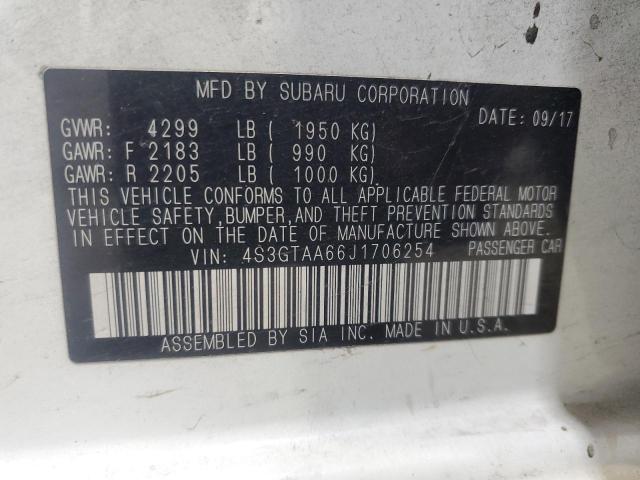 MFD BY SUBARU CORPORATION
DATE: 09/17
GVWR: 4299 LB ( 1950 KG)
GAWR: F 2183 LB ( 990 KG)
GAWR: R 2205 LB ( 1000 KG)
THIS VEHICLE CONFORMS TO ALL APPLICABLE FEDERAL MOTOR
VEHICLE SAFETY,BUMPER,AND THEFT PREVENTION STANDARDS
IN EFFECT ON THE DATE OF MANUFACTURE SHOWN ABOVE.
VIN: 4S3GTAA66J1706254 PASSENGER CAR
ASSEMBLED BY SIA INC. MADE IN U.S.A.